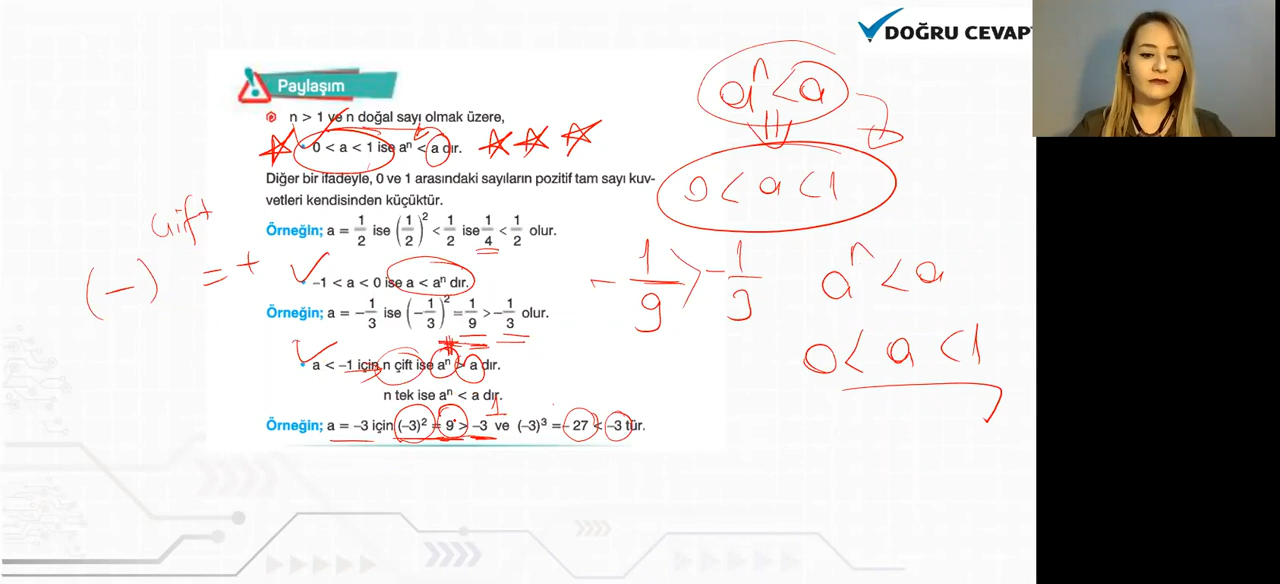 DOĞRU CEVAP
Paylaşım
n > 1 ve n doğal sayı olmak üzere,
0 < a < 1 ise aⁿ < a dır.
Diğer bir ifadeyle, 0 ve 1 arasındaki sayıların pozitif tam sayı kuv-
vetleri kendisinden küçüktür.
Örneğin; a = 1/2 ise (1/2)² < 1/2 ise 1/4 < 1/2 olur.
-1 < a < 0 ise a < aⁿ dır.
Örneğin; a = -1/3 ise (-1/3)² = 1/9 > -1/3 olur.
a < -1 için n çift ise aⁿ > a dır.
n tek ise aⁿ < a dır.
Örneğin; a = -3 için (-3)² = 9 > -3 ve (-3)³ = -27 < -3 tür.
1
çift
(-) = +
aⁿ < a
0 < a < 1
-1/9 > -1/3
aⁿ < a
0 < a < 1